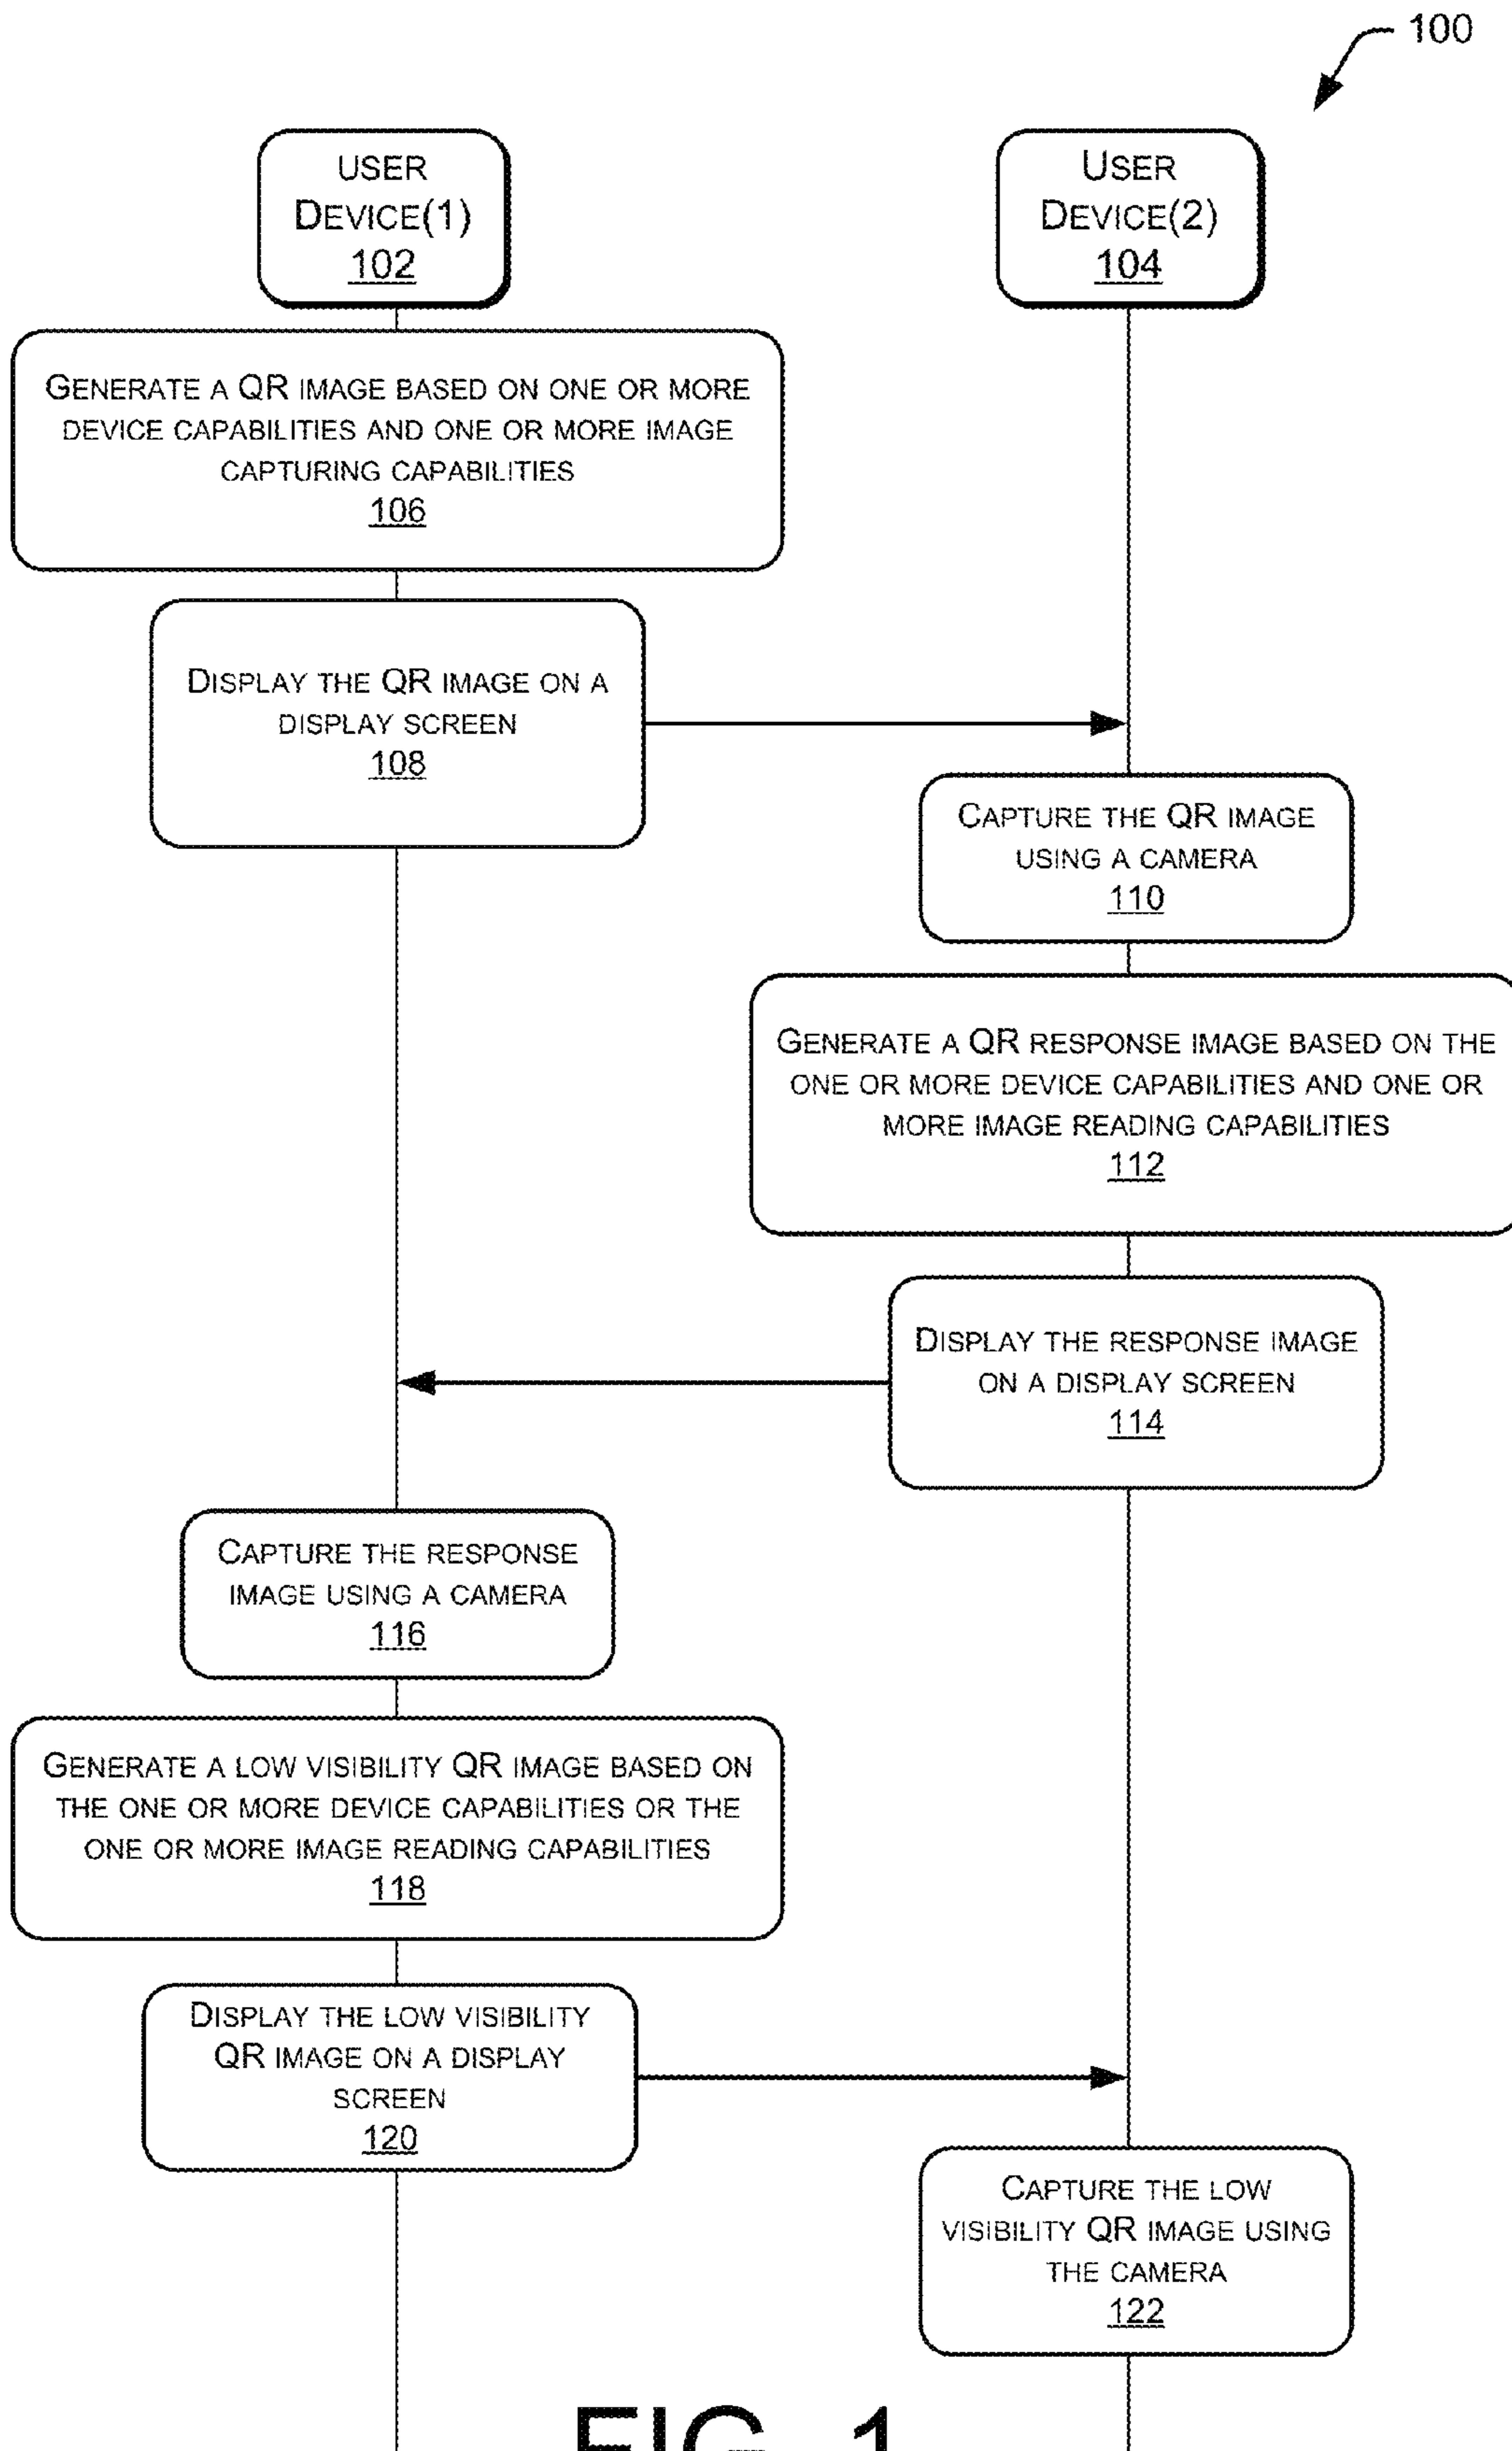 100
USER
DEVICE(1)
102
USER
DEVICE(2)
104
GENERATE A QR IMAGE BASED ON ONE OR MORE
DEVICE CAPABILITIES AND ONE OR MORE IMAGE
CAPTURING CAPABILITIES
106
DISPLAY THE QR IMAGE ON A
DISPLAY SCREEN
108
CAPTURE THE QR IMAGE
USING A CAMERA
110
GENERATE A QR RESPONSE IMAGE BASED ON THE
ONE OR MORE DEVICE CAPABILITIES AND ONE OR
MORE IMAGE READING CAPABILITIES
112
DISPLAY THE RESPONSE IMAGE
ON A DISPLAY SCREEN
114
CAPTURE THE RESPONSE
IMAGE USING A CAMERA
116
GENERATE A LOW VISIBILITY QR IMAGE BASED ON
THE ONE OR MORE DEVICE CAPABILITIES OR THE
ONE OR MORE IMAGE READING CAPABILITIES
118
DISPLAY THE LOW VISIBILITY
QR IMAGE ON A DISPLAY
SCREEN
120
CAPTURE THE LOW
VISIBILITY QR IMAGE USING
THE CAMERA
122
FIG. 1